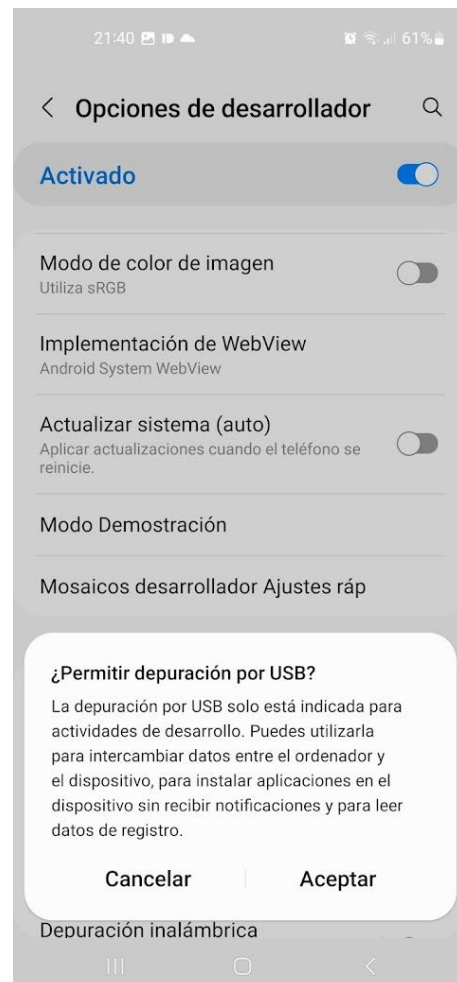 21:40 61%
Opciones de desarrollador
Activado
Modo de color de imagen
Utiliza sRGB
Implementación de WebView
Android System WebView
Actualizar sistema (auto)
Aplicar actualizaciones cuando el teléfono se
reinicie.
Modo Demostración
Mosaicos desarrollador Ajustes ráp
¿Permitir depuración por USB?
La depuración por USB solo está indicada para
actividades de desarrollo. Puedes utilizarla
para intercambiar datos entre el ordenador y
el dispositivo, para instalar aplicaciones en el
dispositivo sin recibir notificaciones y para leer
datos de registro.
Cancelar Aceptar
Depuración inalámbrica